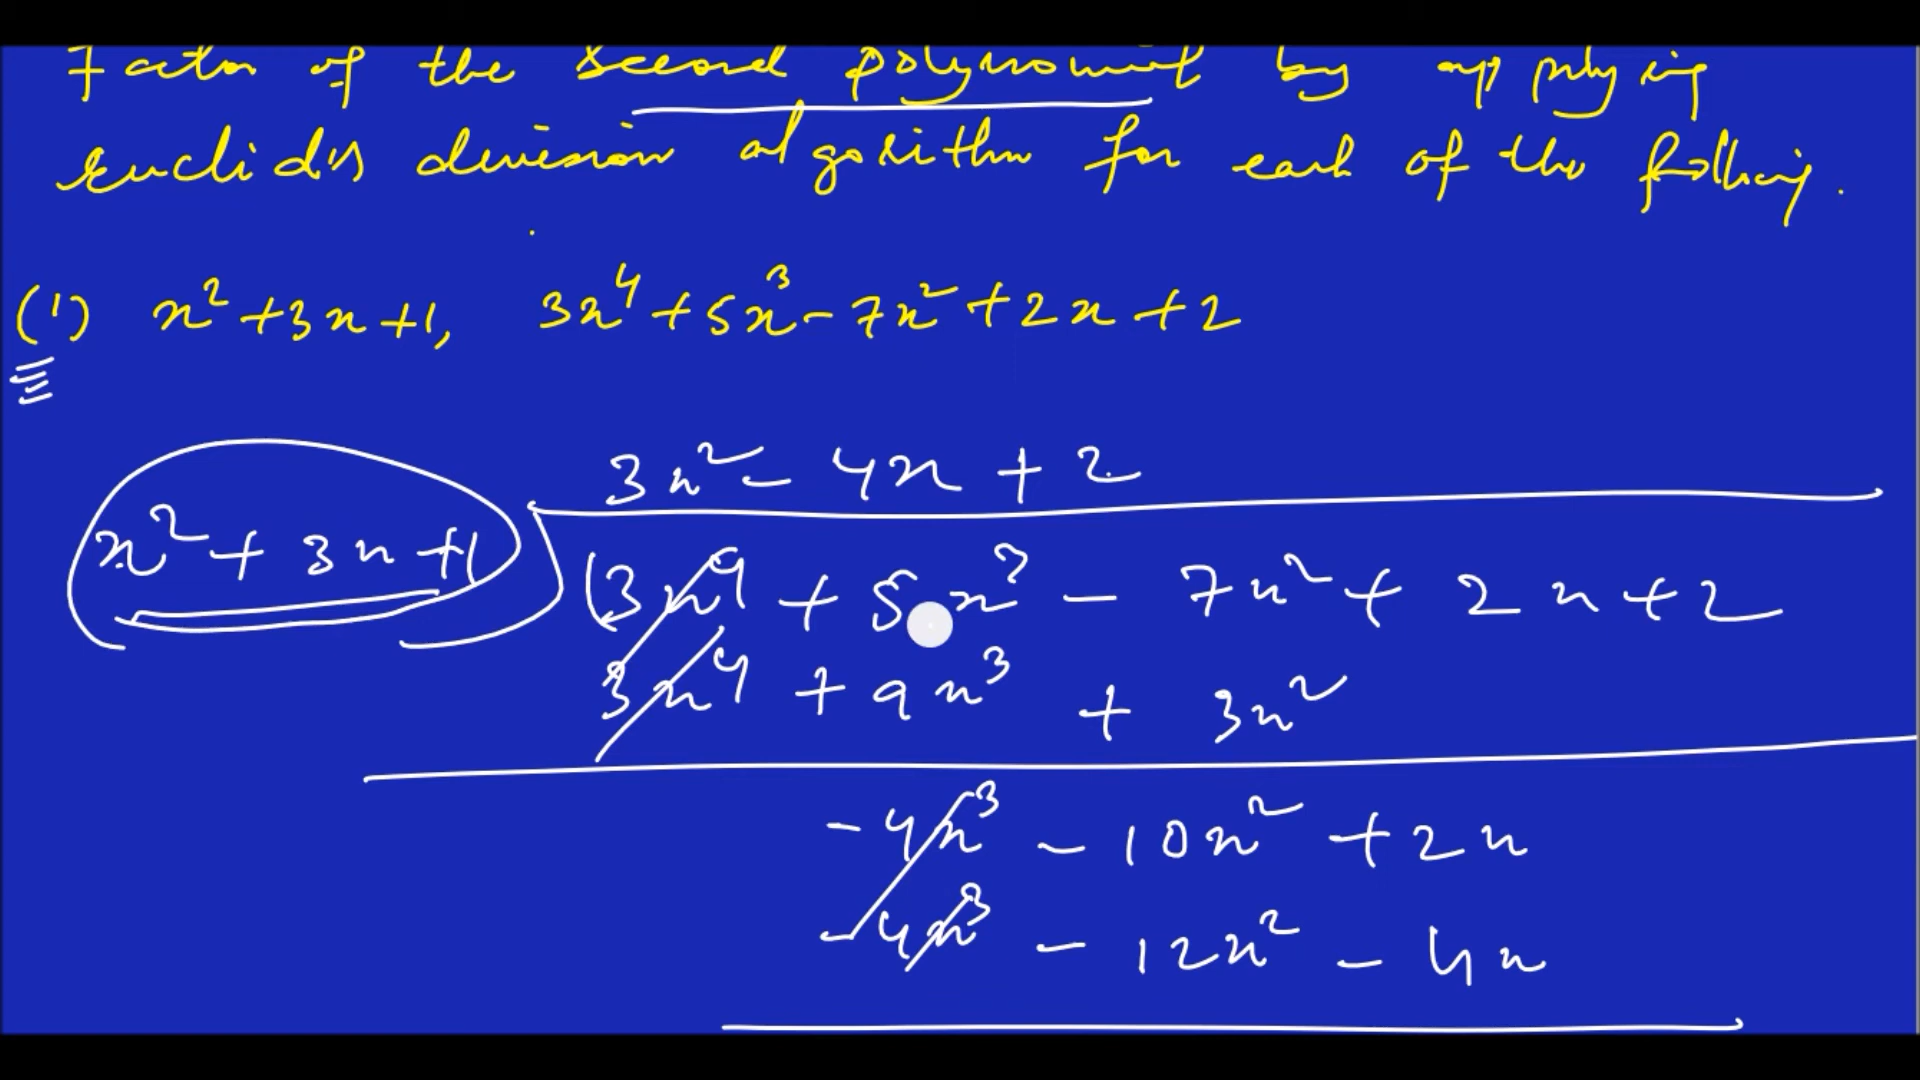 Factor of the second polynomial by applying
Euclid's division algorithm for each of the following.
(1) x² + 3x + 1, 3x⁴ + 5x³ - 7x² + 2x + 2
3x² - 4x + 2
x² + 3x + 1 ) (3x⁴ + 5x³ - 7x² + 2x + 2
3x⁴ + 9x³ + 3x²
-4x³ - 10x² + 2x
-4x³ - 12x² - 4x